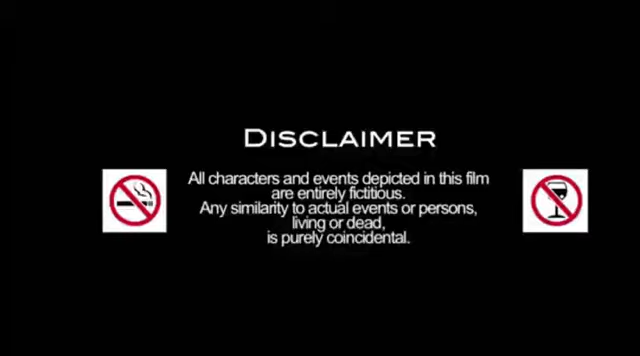 DISCLAIMER
All characters and events depicted in this film
are entirely fictitious.
Any similarity to actual events or persons,
living or dead,
is purely coincidental.